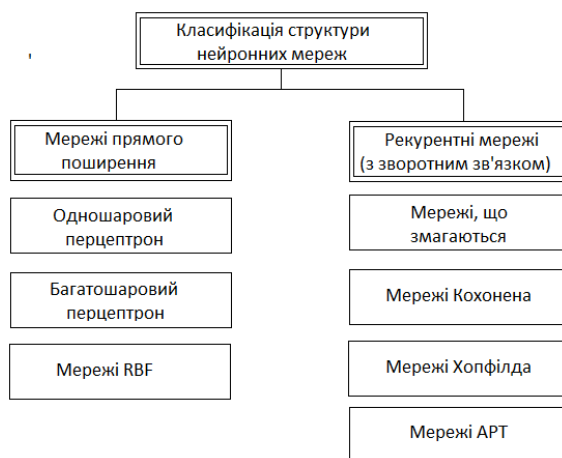 Класифікація структури
нейронних мереж
Мережі прямого
поширення
Одношаровий
перцептрон
Багатошаровий
перцептрон
Мережі RBF
Рекурентні мережі
(з зворотним зв'язком)
Мережі, що
змагаються
Мережі Кохонена
Мережі Хопфілда
Мережі АРТ